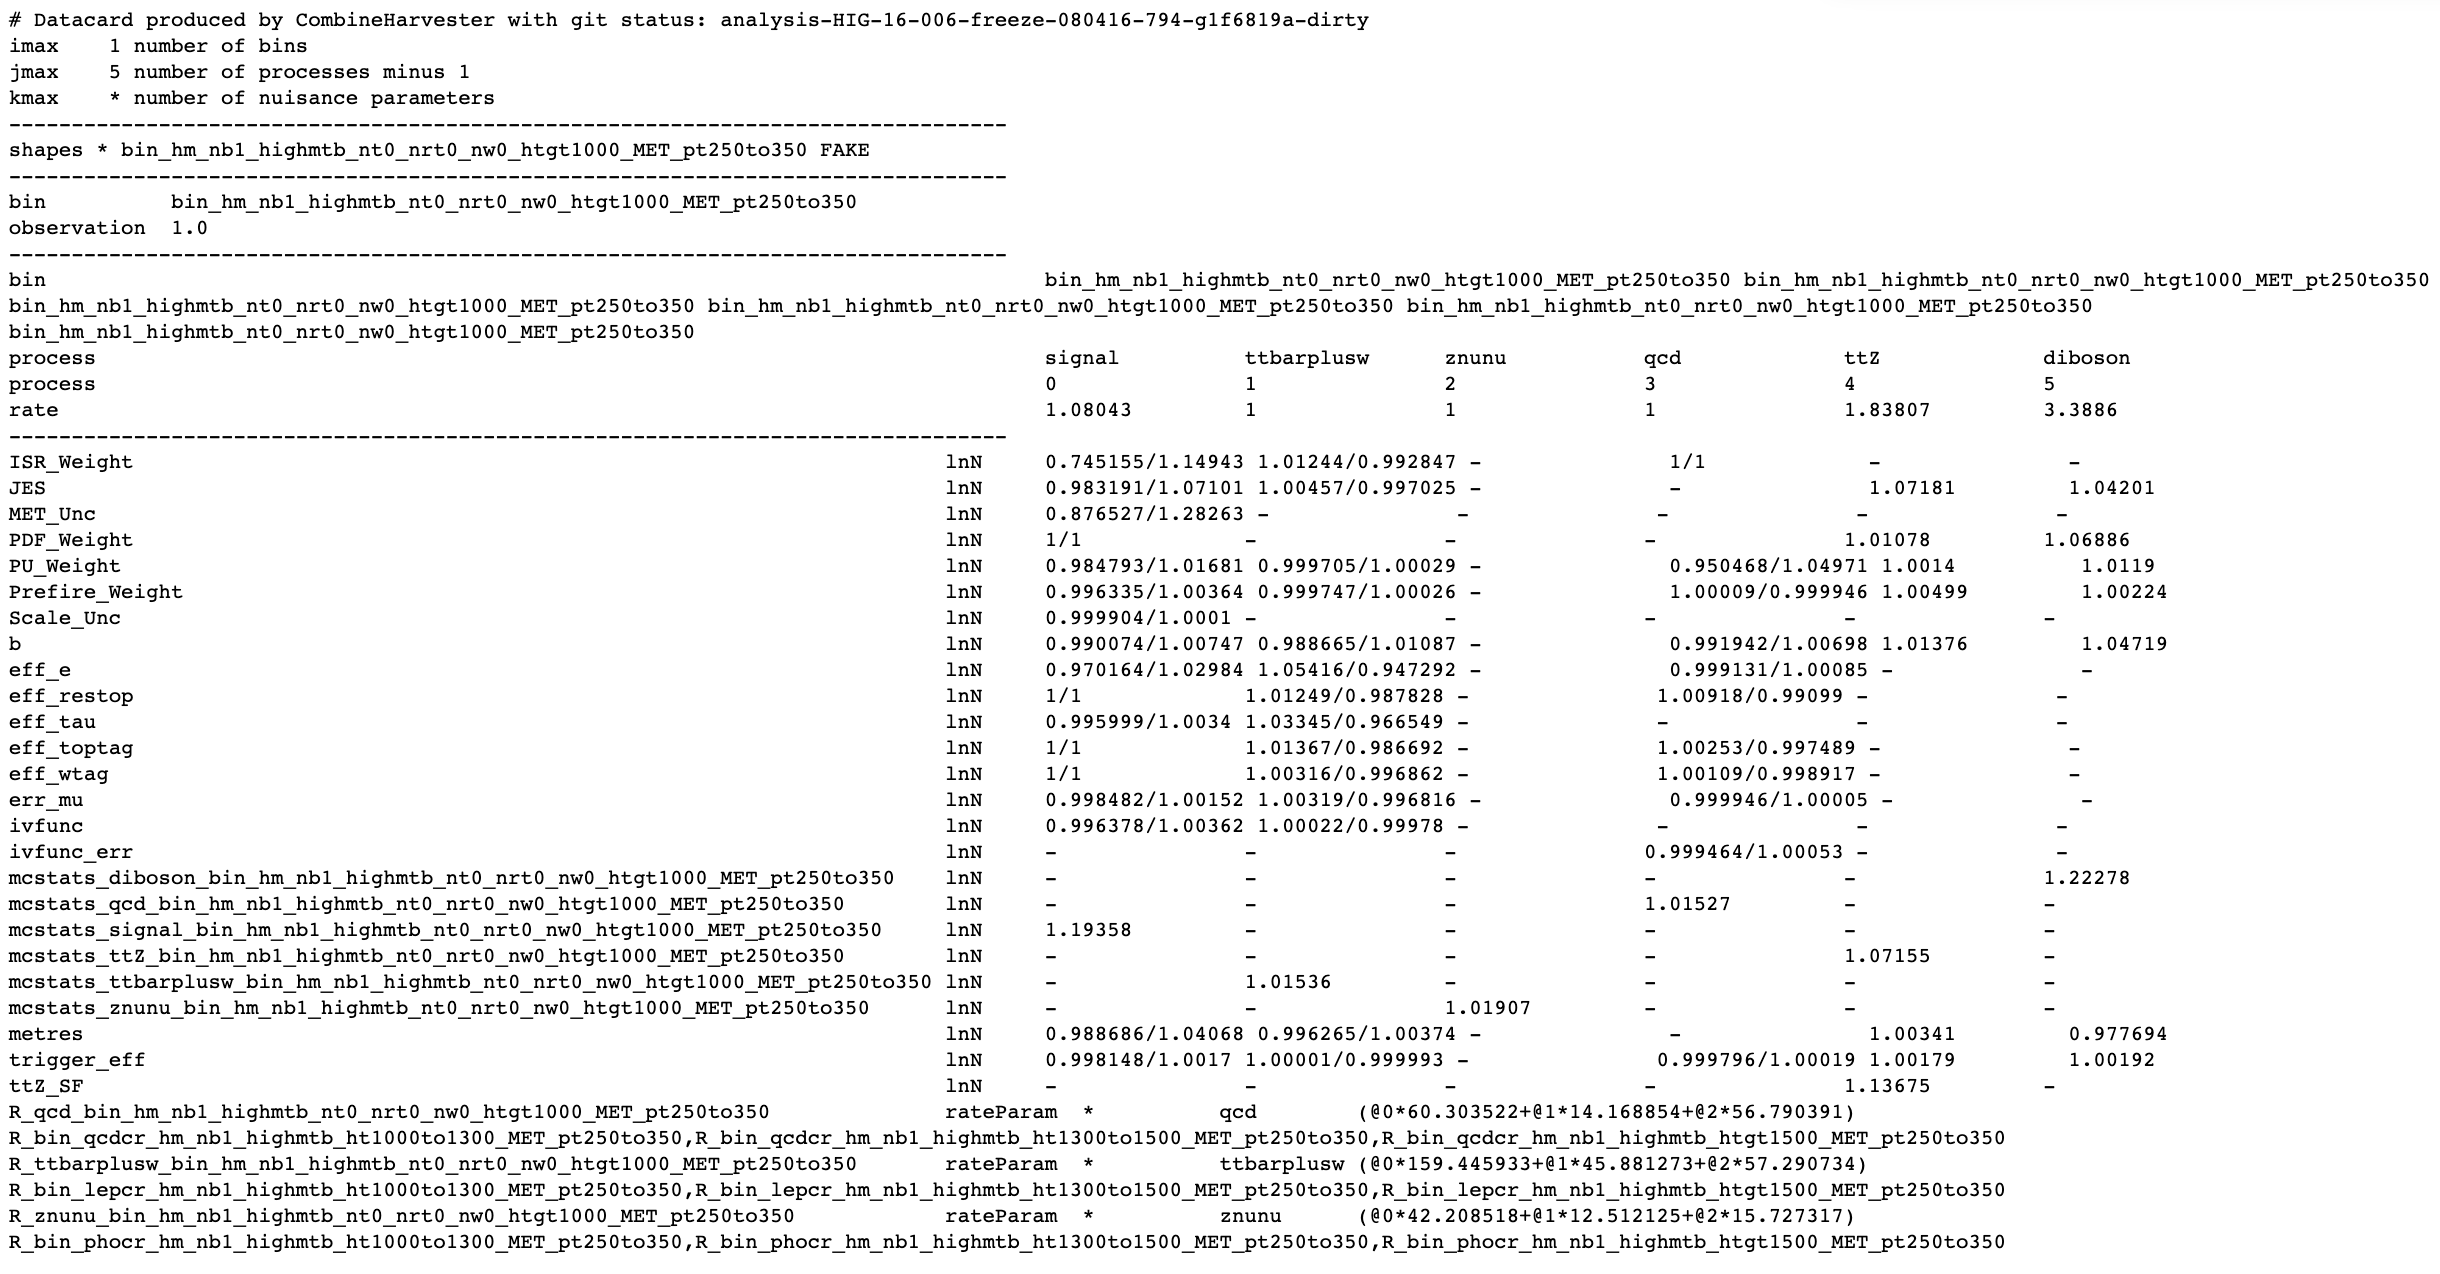 # Datacard produced by CombineHarvester with git status: analysis-HIG-16-006-freeze-080416-794-g1f6819a-dirty
imax    1 number of bins
jmax    5 number of processes minus 1
kmax    * number of nuisance parameters
--------------------------------------------------------------------------------
shapes * bin_hm_nb1_highmtb_nt0_nrt0_nw0_htgt1000_MET_pt250to350 FAKE
--------------------------------------------------------------------------------
bin          bin_hm_nb1_highmtb_nt0_nrt0_nw0_htgt1000_MET_pt250to350
observation  1.0
--------------------------------------------------------------------------------
bin bin_hm_nb1_highmtb_nt0_nrt0_nw0_htgt1000_MET_pt250to350 bin_hm_nb1_highmtb_nt0_nrt0_nw0_htgt1000_MET_pt250to350
bin_hm_nb1_highmtb_nt0_nrt0_nw0_htgt1000_MET_pt250to350 bin_hm_nb1_highmtb_nt0_nrt0_nw0_htgt1000_MET_pt250to350 bin_hm_nb1_highmtb_nt0_nrt0_nw0_htgt1000_MET_pt250to350
bin_hm_nb1_highmtb_nt0_nrt0_nw0_htgt1000_MET_pt250to350
process signal ttbarplusw znunu qcd ttZ diboson
process 0 1 2 3 4 5
rate 1.08043 1 1 1 1.83807 3.3886
--------------------------------------------------------------------------------
ISR_Weight lnN 0.745155/1.14943 1.01244/0.992847 - 1/1 - -
JES lnN 0.983191/1.07101 1.00457/0.997025 - - 1.07181 1.04201
MET_Unc lnN 0.876527/1.28263 - - - - -
PDF_Weight lnN 1/1 - - - 1.01078 1.06886
PU_Weight lnN 0.984793/1.01681 0.999705/1.00029 - 0.950468/1.04971 1.0014 1.0119
Prefire_Weight lnN 0.996335/1.00364 0.999747/1.00026 - 1.00009/0.999946 1.00499 1.00224
Scale_Unc lnN 0.999904/1.0001 - - - - -
b lnN 0.990074/1.00747 0.988665/1.01087 - 0.991942/1.00698 1.01376 1.04719
eff_e lnN 0.970164/1.02984 1.05416/0.947292 - 0.999131/1.00085 - -
eff_restop lnN 1/1 1.01249/0.987828 - 1.00918/0.99099 - -
eff_tau lnN 0.995999/1.0034 1.03345/0.966549 - - - -
eff_toptag lnN 1/1 1.01367/0.986692 - 1.00253/0.997489 - -
eff_wtag lnN 1/1 1.00316/0.996862 - 1.00109/0.998917 - -
err_mu lnN 0.998482/1.00152 1.00319/0.996816 - 0.999946/1.00005 - -
ivfunc lnN 0.996378/1.00362 1.00022/0.99978 - - - -
ivfunc_err lnN - - - 0.999464/1.00053 - -
mcstats_diboson_bin_hm_nb1_highmtb_nt0_nrt0_nw0_htgt1000_MET_pt250to350 lnN - - - - - 1.22278
mcstats_qcd_bin_hm_nb1_highmtb_nt0_nrt0_nw0_htgt1000_MET_pt250to350 lnN - - - 1.01527 - -
mcstats_signal_bin_hm_nb1_highmtb_nt0_nrt0_nw0_htgt1000_MET_pt250to350 lnN 1.19358 - - - - -
mcstats_ttZ_bin_hm_nb1_highmtb_nt0_nrt0_nw0_htgt1000_MET_pt250to350 lnN - - - - 1.07155 -
mcstats_ttbarplusw_bin_hm_nb1_highmtb_nt0_nrt0_nw0_htgt1000_MET_pt250to350 lnN - 1.01536 - - - -
mcstats_znunu_bin_hm_nb1_highmtb_nt0_nrt0_nw0_htgt1000_MET_pt250to350 lnN - - 1.01907 - - -
metres lnN 0.988686/1.04068 0.996265/1.00374 - - 1.00341 0.977694
trigger_eff lnN 0.998148/1.0017 1.00001/0.999993 - 0.999796/1.00019 1.00179 1.00192
ttZ_SF lnN - - - - 1.13675 -
R_qcd_bin_hm_nb1_highmtb_nt0_nrt0_nw0_htgt1000_MET_pt250to350 rateParam * qcd (@0*60.303522+@1*14.168854+@2*56.790391)
R_bin_qcdcr_hm_nb1_highmtb_ht1000to1300_MET_pt250to350,R_bin_qcdcr_hm_nb1_highmtb_ht1300to1500_MET_pt250to350,R_bin_qcdcr_hm_nb1_highmtb_htgt1500_MET_pt250to350
R_ttbarplusw_bin_hm_nb1_highmtb_nt0_nrt0_nw0_htgt1000_MET_pt250to350 rateParam * ttbarplusw (@0*159.445933+@1*45.881273+@2*57.290734)
R_bin_lepcr_hm_nb1_highmtb_ht1000to1300_MET_pt250to350,R_bin_lepcr_hm_nb1_highmtb_ht1300to1500_MET_pt250to350,R_bin_lepcr_hm_nb1_highmtb_htgt1500_MET_pt250to350
R_znunu_bin_hm_nb1_highmtb_nt0_nrt0_nw0_htgt1000_MET_pt250to350 rateParam * znunu (@0*42.208518+@1*12.512125+@2*15.727317)
R_bin_phocr_hm_nb1_highmtb_ht1000to1300_MET_pt250to350,R_bin_phocr_hm_nb1_highmtb_ht1300to1500_MET_pt250to350,R_bin_phocr_hm_nb1_highmtb_htgt1500_MET_pt250to350